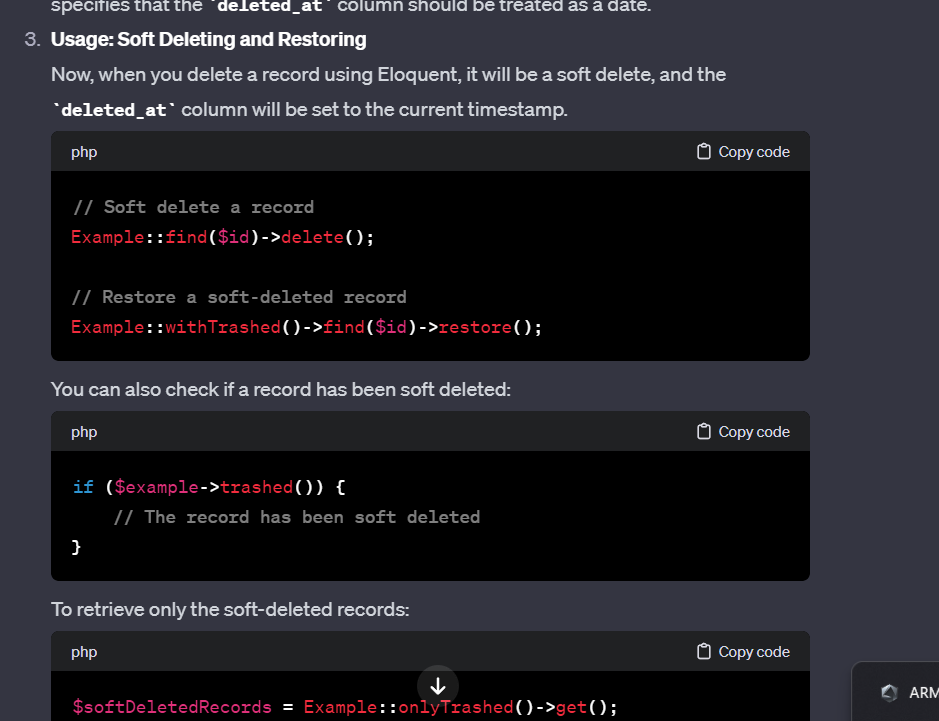 specifies that the `deleted_at` column should be treated as a date.
3. Usage: Soft Deleting and Restoring
Now, when you delete a record using Eloquent, it will be a soft delete, and the
`deleted_at` column will be set to the current timestamp.
php Copy code
// Soft delete a record
Example::find($id)->delete();
// Restore a soft-deleted record
Example::withTrashed()->find($id)->restore();
You can also check if a record has been soft deleted:
php Copy code
if ($example->trashed()) {
// The record has been soft deleted
}
To retrieve only the soft-deleted records:
php Copy code
$softDeletedRecords = Example::onlyTrashed()->get();
ARM